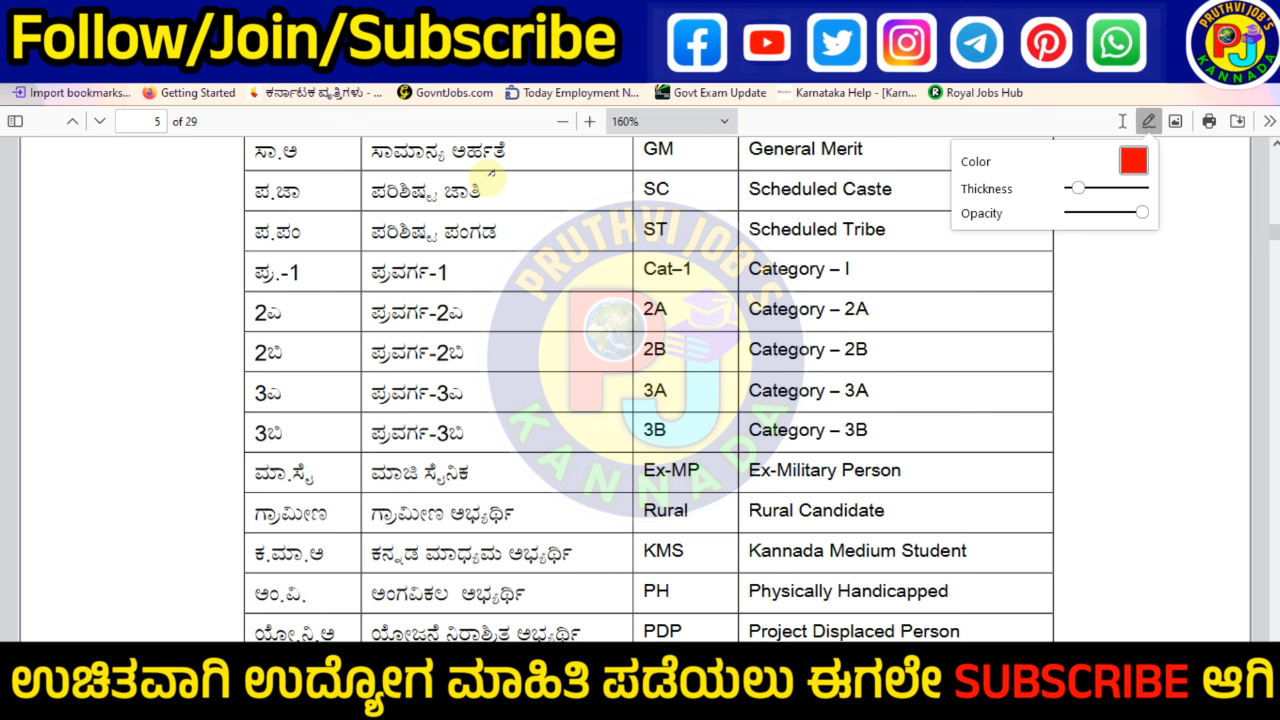 Follow/Join/Subscribe
PRUTHVI JOB'S
PJ
KANNADA
Import bookmarks... Getting Started ಕರ್ನಾಟಕ ವೃತ್ತಿಗಳು - ... GovntJobs.com Today Employment N... Govt Exam Update Karnataka Help - [Karn... Royal Jobs Hub
5 of 29 160%
Color
Thickness
Opacity
ಸಾ.ಅ ಸಾಮಾನ್ಯ ಅರ್ಹತೆ GM General Merit
ಪ.ಜಾ ಪರಿಶಿಷ್ಟ ಜಾತಿ SC Scheduled Caste
ಪ.ಪಂ ಪರಿಶಿಷ್ಟ ಪಂಗಡ ST Scheduled Tribe
ಪ್ರ.-1 ಪ್ರವರ್ಗ-1 Cat–1 Category – I
2ಎ ಪ್ರವರ್ಗ-2ಎ 2A Category – 2A
2ಬಿ ಪ್ರವರ್ಗ-2ಬಿ 2B Category – 2B
3ಎ ಪ್ರವರ್ಗ-3ಎ 3A Category – 3A
3ಬಿ ಪ್ರವರ್ಗ-3ಬಿ 3B Category – 3B
ಮಾ.ಸೈ ಮಾಜಿ ಸೈನಿಕ Ex-MP Ex-Military Person
ಗ್ರಾಮೀಣ ಗ್ರಾಮೀಣ ಅಭ್ಯರ್ಥಿ Rural Rural Candidate
ಕ.ಮಾ.ಅ ಕನ್ನಡ ಮಾಧ್ಯಮ ಅಭ್ಯರ್ಥಿ KMS Kannada Medium Student
ಅಂ.ವಿ. ಅಂಗವಿಕಲ ಅಭ್ಯರ್ಥಿ PH Physically Handicapped
ಯೋ.ನಿ.ಅ ಯೋಜನೆ ನಿರಾಶ್ರಿತ ಅಭ್ಯರ್ಥಿ PDP Project Displaced Person
PRUTHVI JOB'S
PJ
KANNADA
ಉಚಿತವಾಗಿ ಉದ್ಯೋಗ ಮಾಹಿತಿ ಪಡೆಯಲು ಈಗಲೇ SUBSCRIBE ಆಗಿ